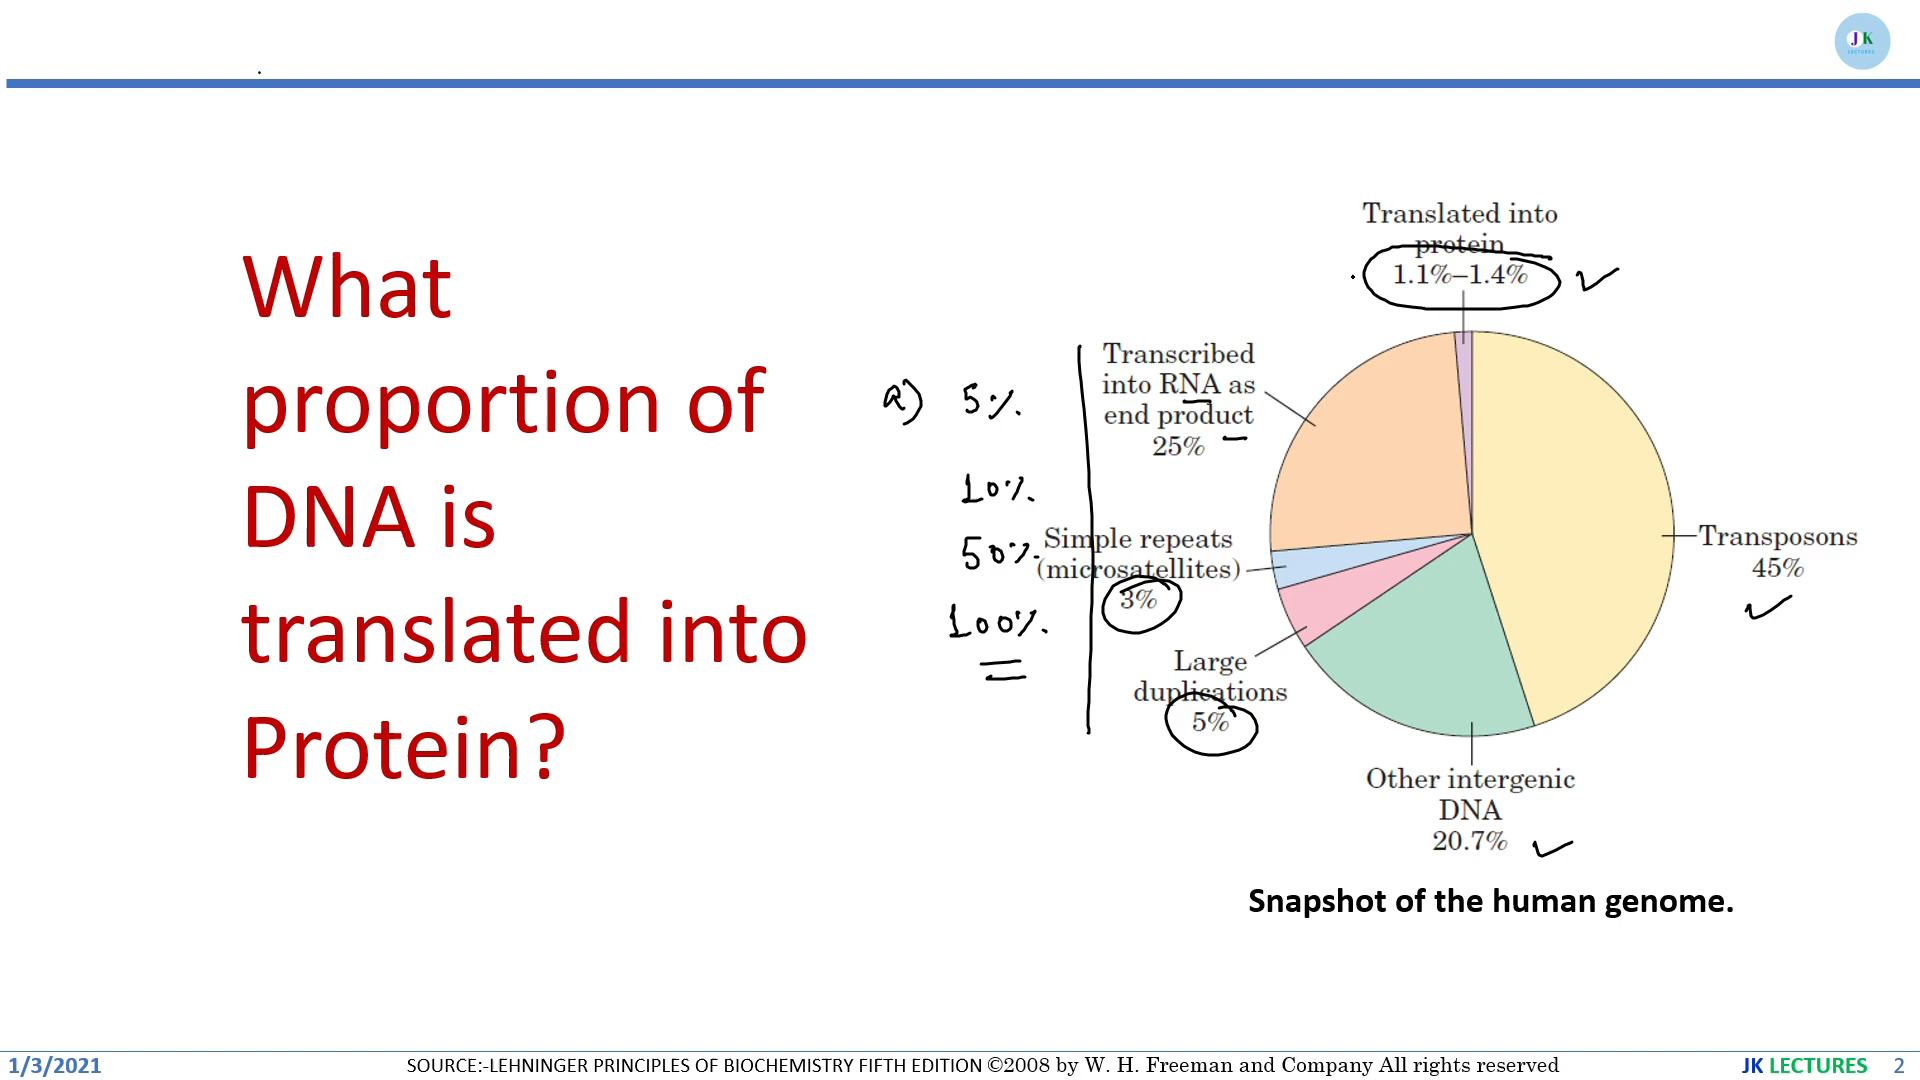 JK
LECTURES
What
proportion of
DNA is
translated into
Protein?
a) 5%.
10%.
50%.
100%.
Translated into
protein
1.1%–1.4%
Transcribed
into RNA as
end product
25%
Simple repeats
(microsatellites)
3%
Large
duplications
5%
Transposons
45%
Other intergenic
DNA
20.7%
Snapshot of the human genome.
1/3/2021
SOURCE:-LEHNINGER PRINCIPLES OF BIOCHEMISTRY FIFTH EDITION ©2008 by W. H. Freeman and Company All rights reserved
JK LECTURES 2